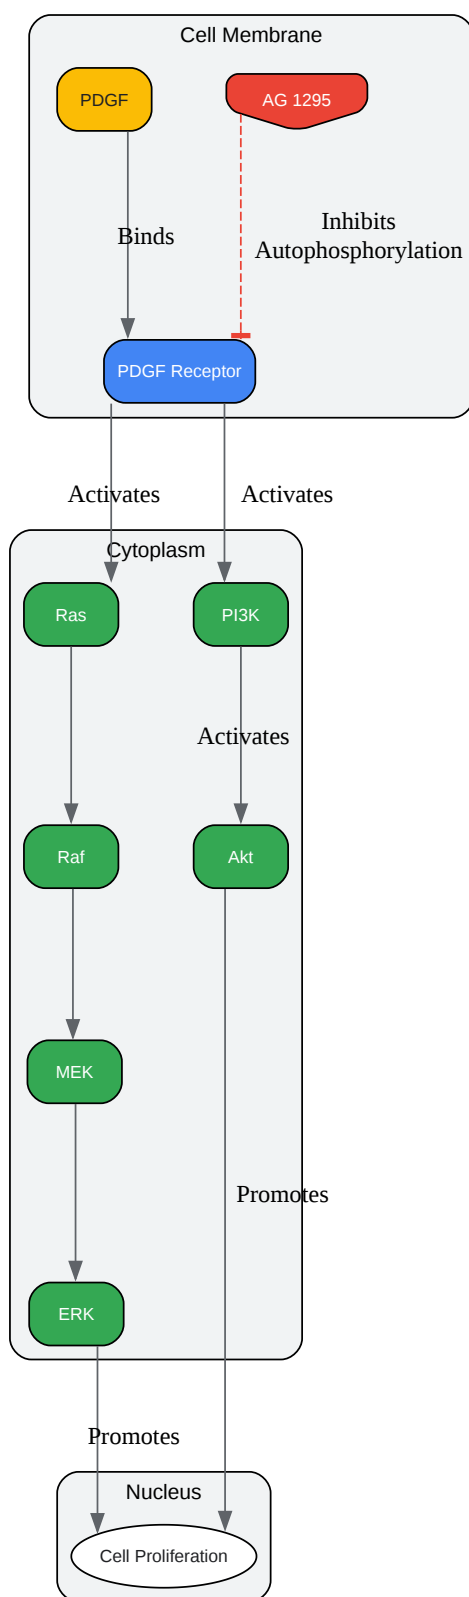 Cell Membrane
PDGF
AG 1295
Binds
Inhibits
Autophosphorylation
PDGF Receptor
Activates
Activates
Cytoplasm
Ras
PI3K
Activates
Raf
Akt
MEK
Promotes
ERK
Promotes
Nucleus
Cell Proliferation